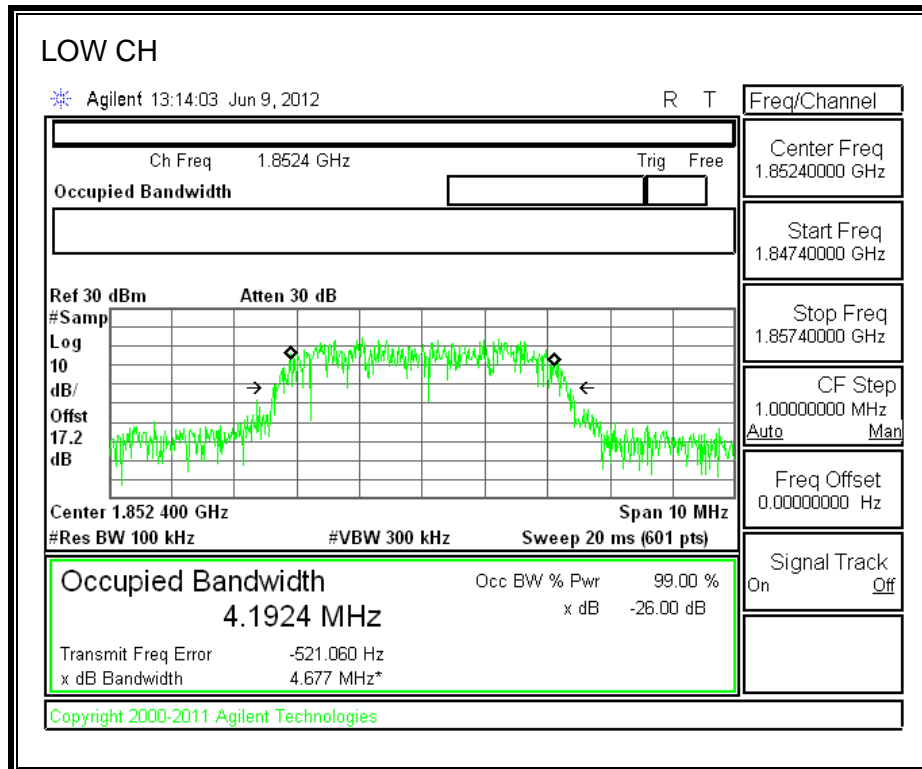 LOW CH
Agilent 13:14:03 Jun 9, 2012 R T
Ch Freq 1.8524 GHz Trig Free
Occupied Bandwidth
Ref 30 dBm Atten 30 dB
#Samp
Log
10
dB/
Offst
17.2
dB
Center 1.852 400 GHz Span 10 MHz
#Res BW 100 kHz #VBW 300 kHz Sweep 20 ms (601 pts)
Occupied Bandwidth Occ BW % Pwr 99.00 %
4.1924 MHz x dB -26.00 dB
Transmit Freq Error -521.060 Hz
x dB Bandwidth 4.677 MHz*
Copyright 2000-2011 Agilent Technologies
Freq/Channel
Center Freq
1.85240000 GHz
Start Freq
1.84740000 GHz
Stop Freq
1.85740000 GHz
CF Step
1.00000000 MHz
Auto Man
Freq Offset
0.00000000 Hz
Signal Track
On Off